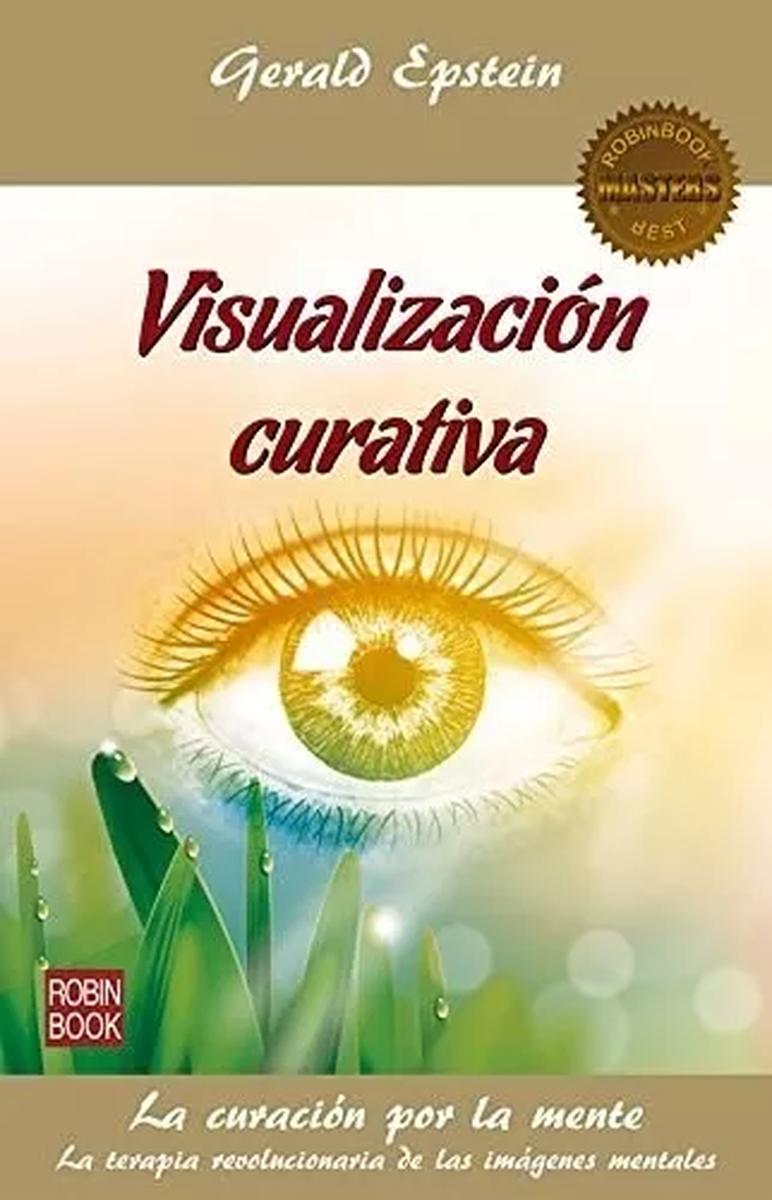 Gerald Epstein
ROBINBOOK
MASTERS
BEST
Visualización
curativa
ROBIN
BOOK
La curación por la mente
La terapia revolucionaria de las imágenes mentales